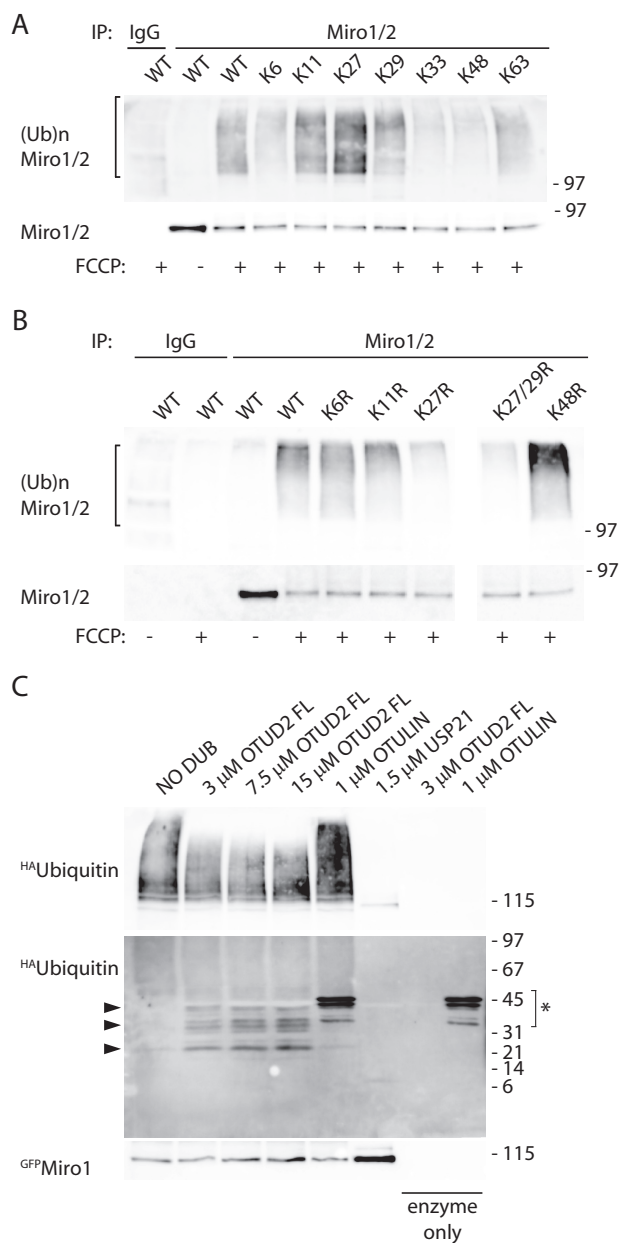 A
IP: IgG Miro1/2
WT WT WT K6 K11 K27 K29 K33 K48 K63
(Ub)n
Miro1/2
- 97
- 97
Miro1/2
FCCP: + - + + + + + + + +
B
IP: IgG Miro1/2
WT WT WT WT K6R K11R K27R K27/29R K48R
(Ub)n
Miro1/2
- 97
- 97
Miro1/2
FCCP: - + - + + + + + +
C
NO DUB 3 μM OTUD2 FL 7.5 μM OTUD2 FL 15 μM OTUD2 FL 1 μM OTULIN 1.5 μM USP21 3 μM OTUD2 FL 1 μM OTULIN
HAUbiquitin
- 115
- 97
HAUbiquitin
- 67
- 45
*
- 31
- 21
- 14
- 6
- 115
GFPMiro1
enzyme
only